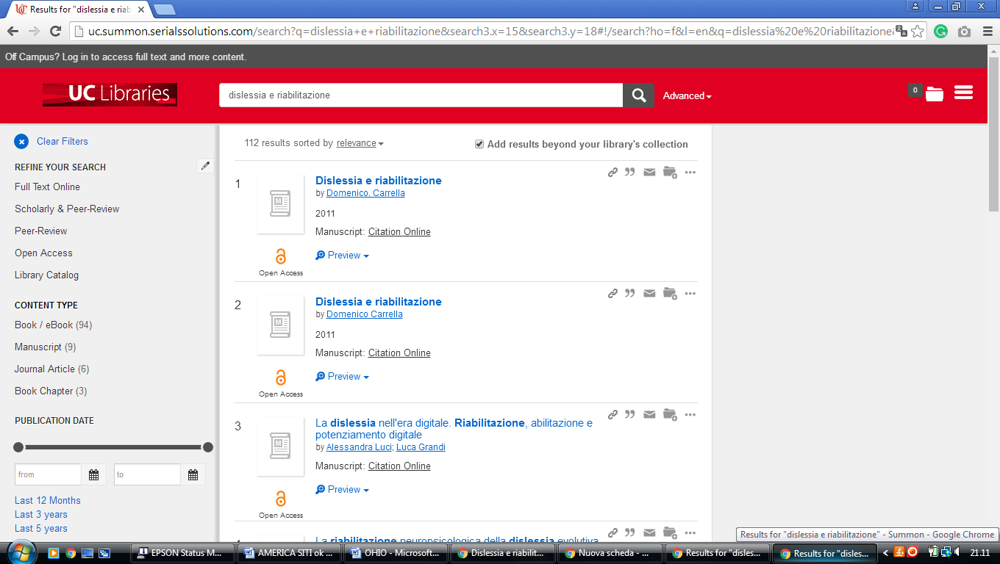 Results for "dislessia e riab
uc.summon.serialssolutions.com/search?q=dislessia+e+riabilitazione&search3.x=15&search3.y=18#!/search?ho=f&l=en&q=dislessia%20e%20riabilitazione&
Off Campus? Log in to access full text and more content.
UC Libraries
dislessia e riabilitazione
Advanced
0
Clear Filters
REFINE YOUR SEARCH
Full Text Online
Scholarly & Peer-Review
Peer-Review
Open Access
Library Catalog
CONTENT TYPE
Book / eBook (94)
Manuscript (9)
Journal Article (6)
Book Chapter (3)
PUBLICATION DATE
from
to
Last 12 Months
Last 3 years
Last 5 years
112 results sorted by relevance
Add results beyond your library's collection
1
Dislessia e riabilitazione
by Domenico. Carrella
2011
Manuscript: Citation Online
Preview
Open Access
2
Dislessia e riabilitazione
by Domenico Carrella
2011
Manuscript: Citation Online
Preview
Open Access
3
La dislessia nell'era digitale. Riabilitazione, abilitazione e
potenziamento digitale
by Alessandra Luci; Luca Grandi
Manuscript: Citation Online
Preview
Open Access
La riabilitazione neuropsicologica della dislessia evolutiva
Results for "dislessia e riabilitazione" - Summon - Google Chrome
EPSON Status M...
AMERICA SITI ok ...
OHIO - Microsoft...
Dislessia e riabilit...
Nuova scheda - ...
Results for "disles...
Results for "disles...
21.11